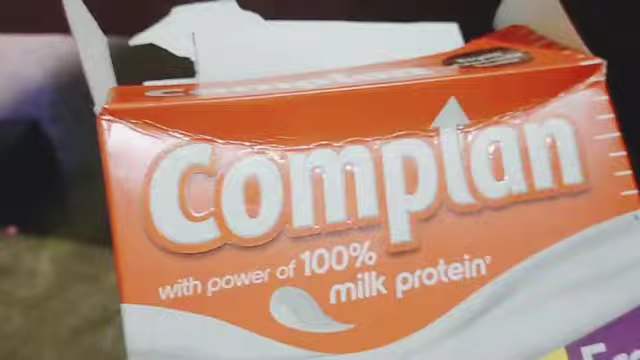 Complan
with power of 100%
milk protein*